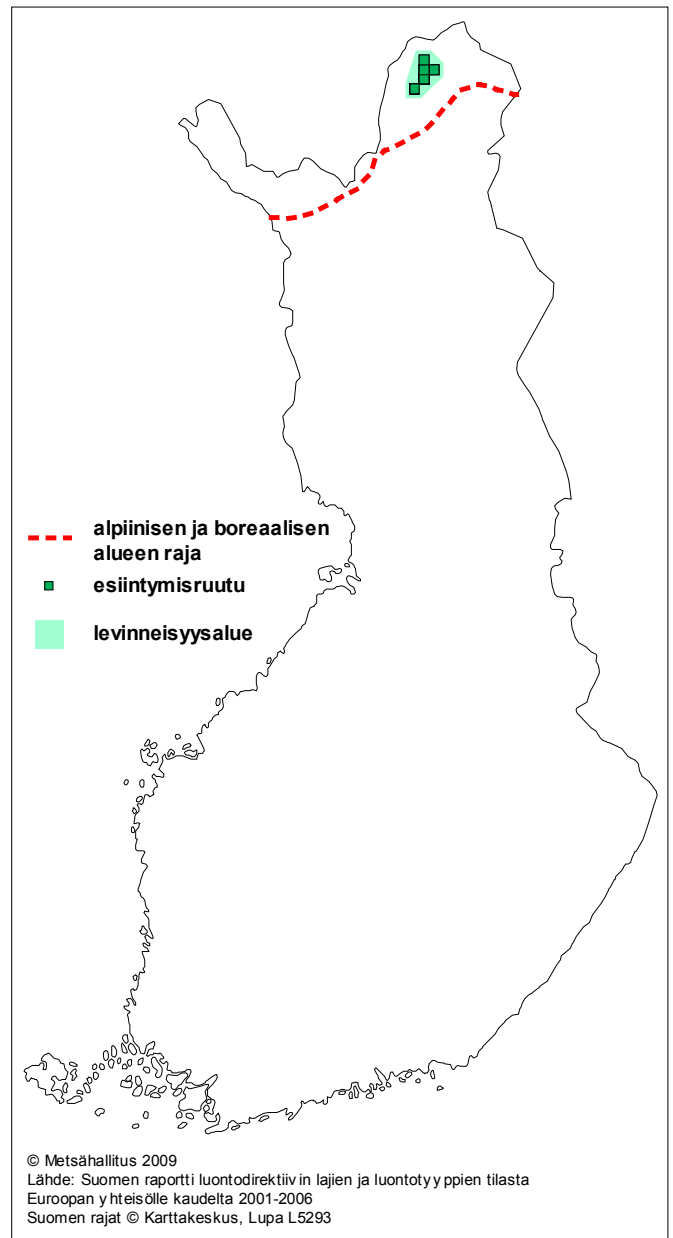 alpiinisen ja boreaalisen
alueen raja
esiintymisruutu
levinneisyysalue
© Metsähallitus 2009
Lähde: Suomen raportti luontodirektiivin lajien ja luontotyyppien tilasta
Euroopan yhteisölle kaudelta 2001-2006
Suomen rajat © Karttakeskus, Lupa L5293